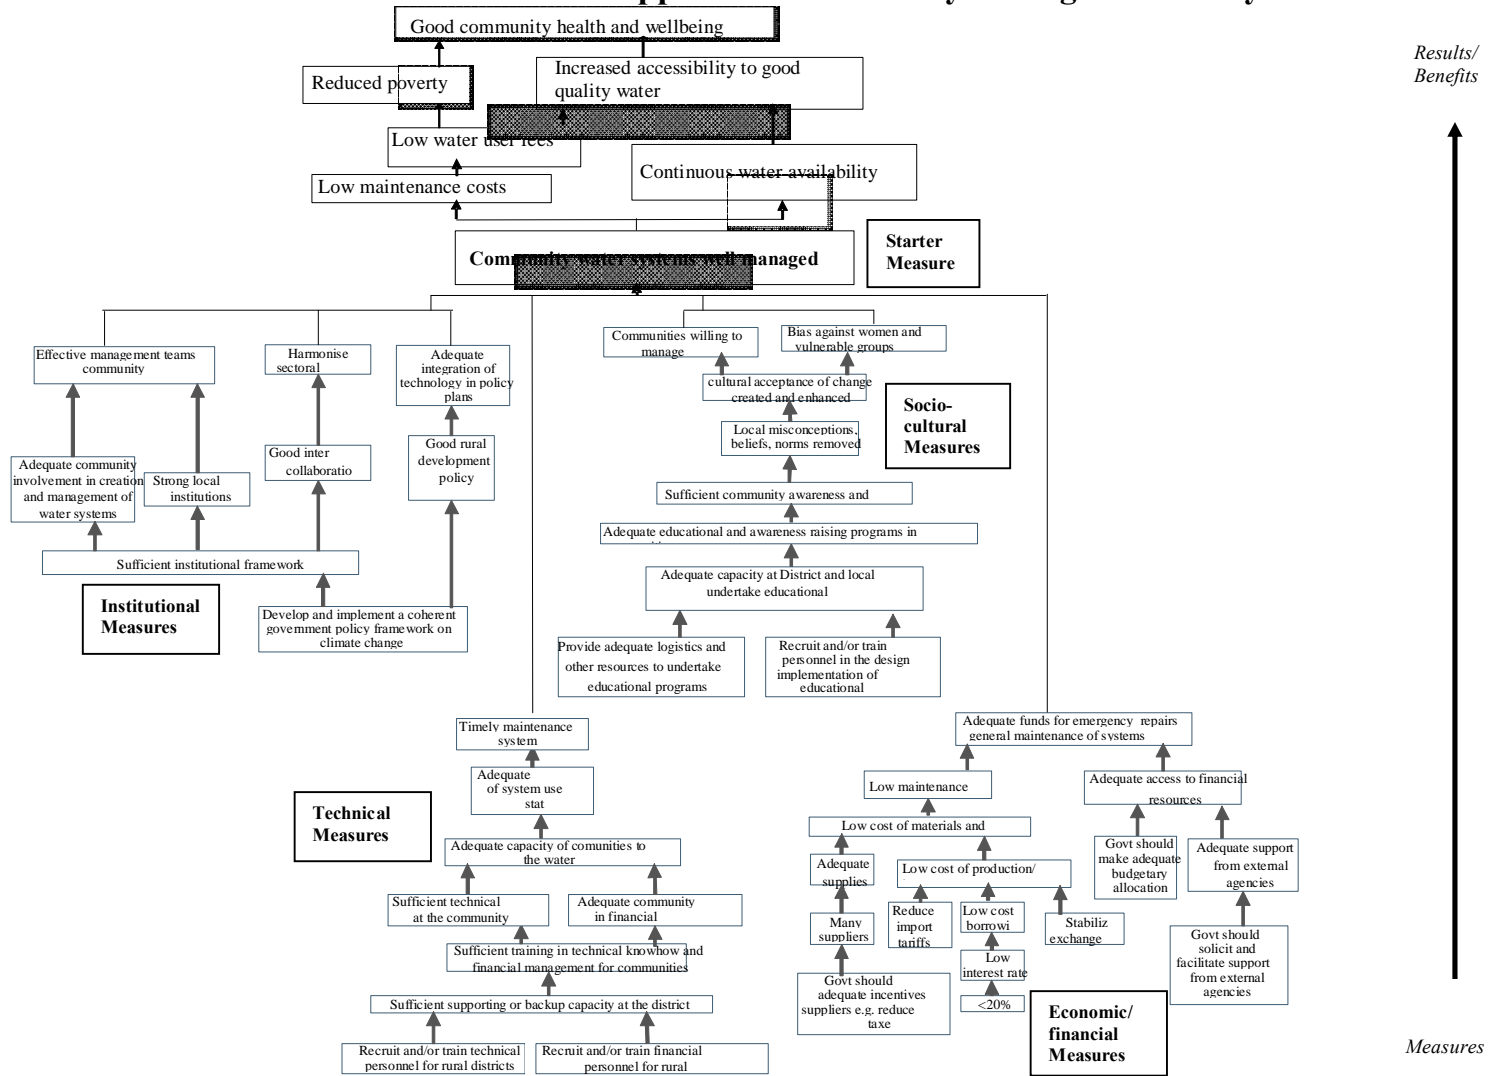 Good community health and wellbeing
Results/
Benefits
Reduced poverty
Increased accessibility to good
quality water
Low water user fees
Continuous water availability
Low maintenance costs
Starter
Measure
Community water systems well managed
Effective management teams
community
Harmonise
sectoral
Adequate
integration of
technology in policy
plans
Communities willing to
manage
Bias against women and
vulnerable groups
cultural acceptance of change
created and enhanced
Socio-
cultural
Measures
Local misconceptions,
beliefs, norms removed
Good rural
development
policy
Good inter
collaboratio
Adequate community
involvement in creation
and management of
water systems
Strong local
institutions
Sufficient community awareness and
Adequate educational and awareness raising programs in
Sufficient institutional framework
Adequate capacity at District and local
undertake educational
Institutional
Measures
Develop and implement a coherent
government policy framework on
climate change
Provide adequate logistics and
other resources to undertake
educational programs
Recruit and/or train
personnel in the design
implementation of
educational
Timely maintenance
system
Adequate funds for emergency repairs
general maintenance of systems
Adequate
of system use
stat
Low maintenance
Adequate access to financial
resources
Technical
Measures
Low cost of materials and
Adequate capacity of comunities to
the water
Adequate
supplies
Low cost of production/
Govt should
make adequate
budgetary
allocation
Adequate support
from external
agencies
Sufficient technical
at the community
Adequate community
in financial
Many
suppliers
Reduce
import
tariffs
Low cost
borrowi
Stabiliz
exchange
Sufficient training in technical knowhow and
financial management for communities
Low
interest rate
Govt should
solicit and
facilitate support
from external
agencies
Govt should
adequate incentives
suppliers e.g. reduce
taxe
<20%
Sufficient supporting or backup capacity at the district
Economic/
financial
Measures
Recruit and/or train technical
personnel for rural districts
Recruit and/or train financial
personnel for rural
Measures